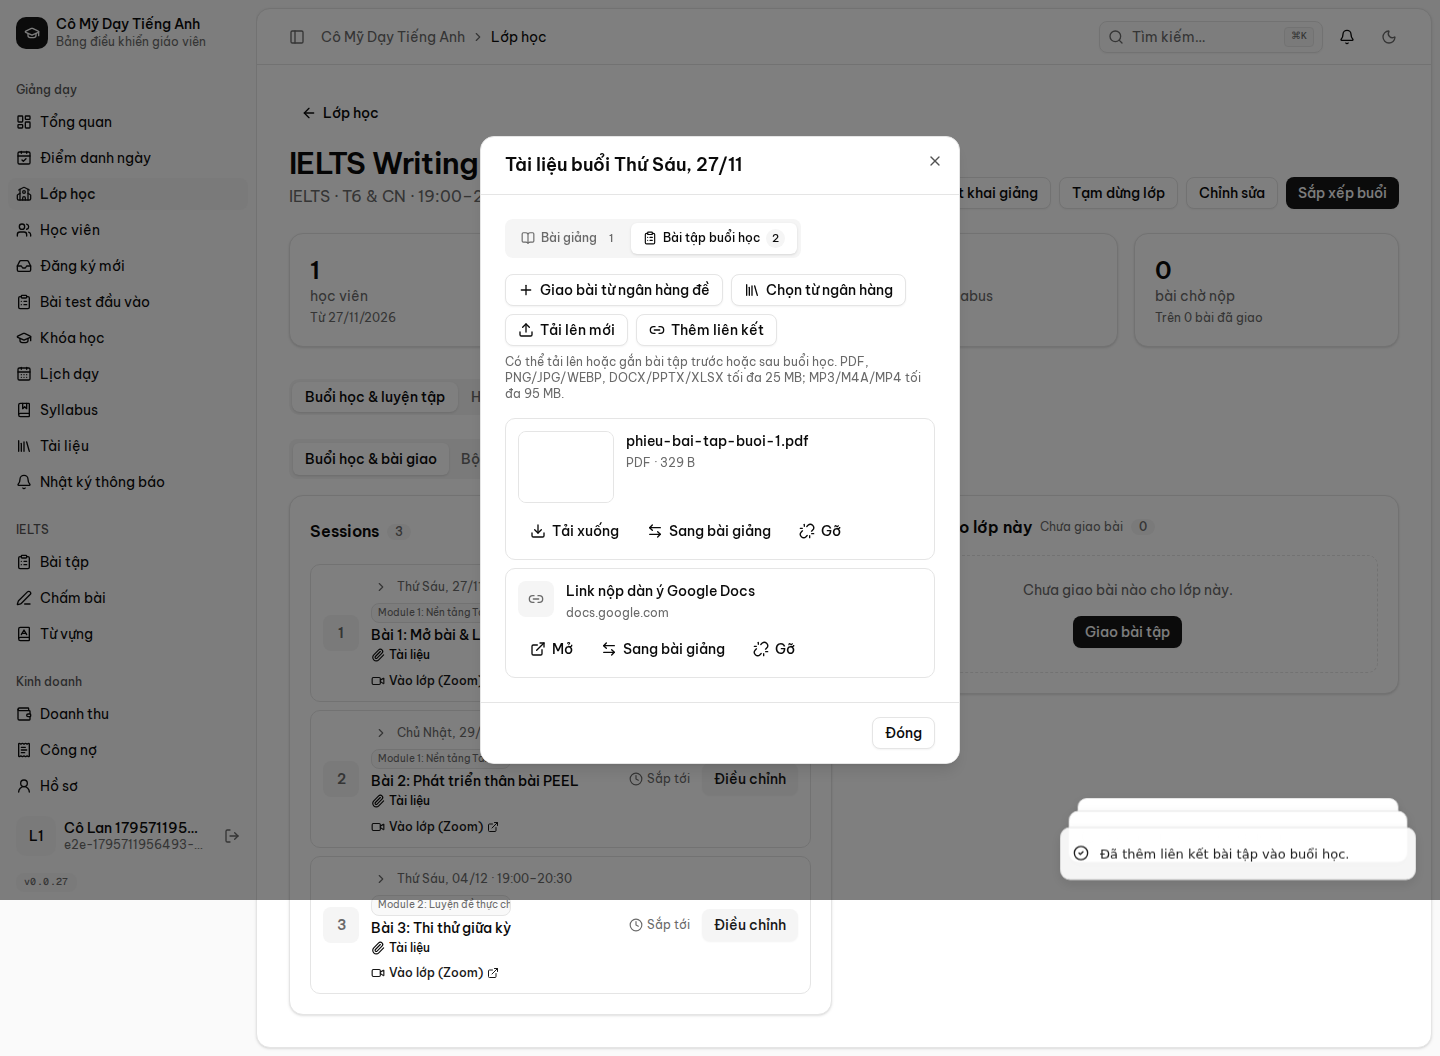 Cô Mỹ Dạy Tiếng Anh
Bảng điều khiển giáo viên
Giảng dạy
Tổng quan
Điểm danh ngày
Lớp học
Học viên
Đăng ký mới
Bài test đầu vào
Khóa học
Lịch dạy
Syllabus
Tài liệu
Nhật ký thông báo
IELTS
Bài tập
Chấm bài
Từ vựng
Kinh doanh
Doanh thu
Công nợ
Hồ sơ
L1
Cô Lan 179571195...
e2e-1795711956493-...
v0.0.27
Cô Mỹ Dạy Tiếng Anh > Lớp học
Tìm kiếm...
⌘K
Lớp học
IELTS Writing
IELTS · T6 & CN · 19:00–2
t khai giảng
Tạm dừng lớp
Chỉnh sửa
Sắp xếp buổi
1
học viên
Từ 27/11/2026
abus
0
bài chờ nộp
Trên 0 bài đã giao
Buổi học & luyện tập
H
Buổi học & bài giao
Bộ
Sessions 3
Thứ Sáu, 27/1
Module 1: Nền tảng Ta
1
Bài 1: Mở bài & L
Tài liệu
Vào lớp (Zoom)
Chủ Nhật, 29/
Module 1: Nền tảng Ta
2
Bài 2: Phát triển thân bài PEEL
Tài liệu
Vào lớp (Zoom)
Sắp tới
Điều chỉnh
Thứ Sáu, 04/12 · 19:00–20:30
Module 2: Luyện đề thực ch
3
Bài 3: Thi thử giữa kỳ
Tài liệu
Vào lớp (Zoom)
Sắp tới
Điều chỉnh
o lớp này Chưa giao bài 0
Chưa giao bài nào cho lớp này.
Giao bài tập
Tài liệu buổi Thứ Sáu, 27/11
Bài giảng 1
Bài tập buổi học 2
Giao bài từ ngân hàng đề
Chọn từ ngân hàng
Tải lên mới
Thêm liên kết
Có thể tải lên hoặc gắn bài tập trước hoặc sau buổi học. PDF,
PNG/JPG/WEBP, DOCX/PPTX/XLSX tối đa 25 MB; MP3/M4A/MP4 tối
đa 95 MB.
phieu-bai-tap-buoi-1.pdf
PDF · 329 B
Tải xuống
Sang bài giảng
Gỡ
Link nộp dàn ý Google Docs
docs.google.com
Mở
Sang bài giảng
Gỡ
Đóng
Đã thêm liên kết bài tập vào buổi học.